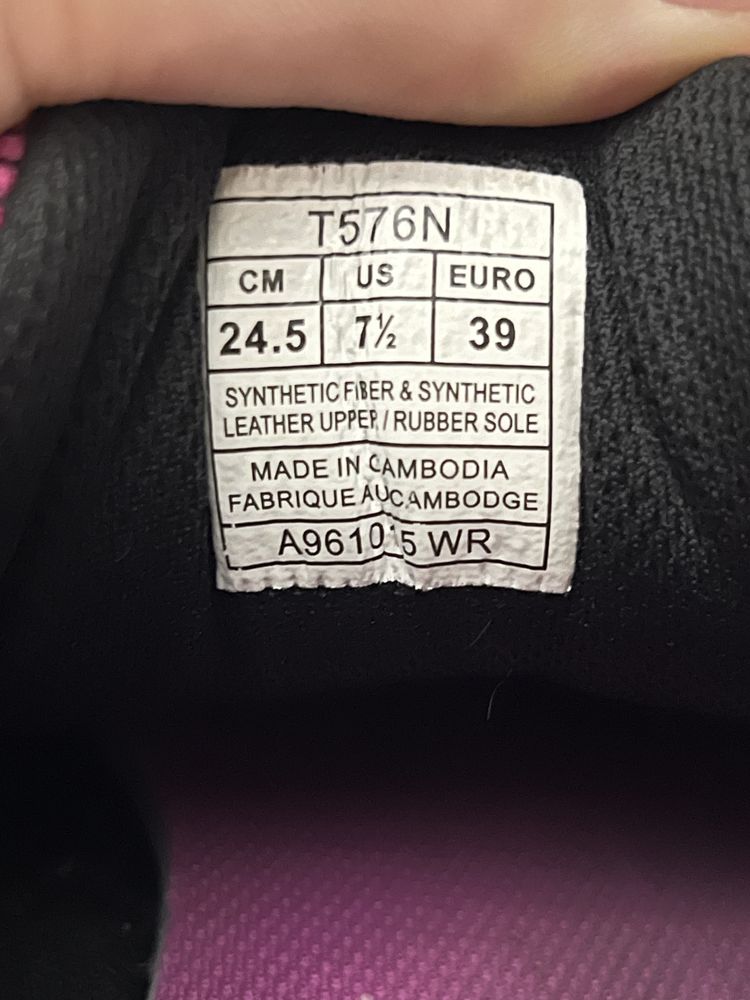 T576N
CM US EURO
24.5 7½ 39
SYNTHETIC FIBER & SYNTHETIC
LEATHER UPPER / RUBBER SOLE
MADE IN CAMBODIA
FABRIQUE AU CAMBODGE
WR